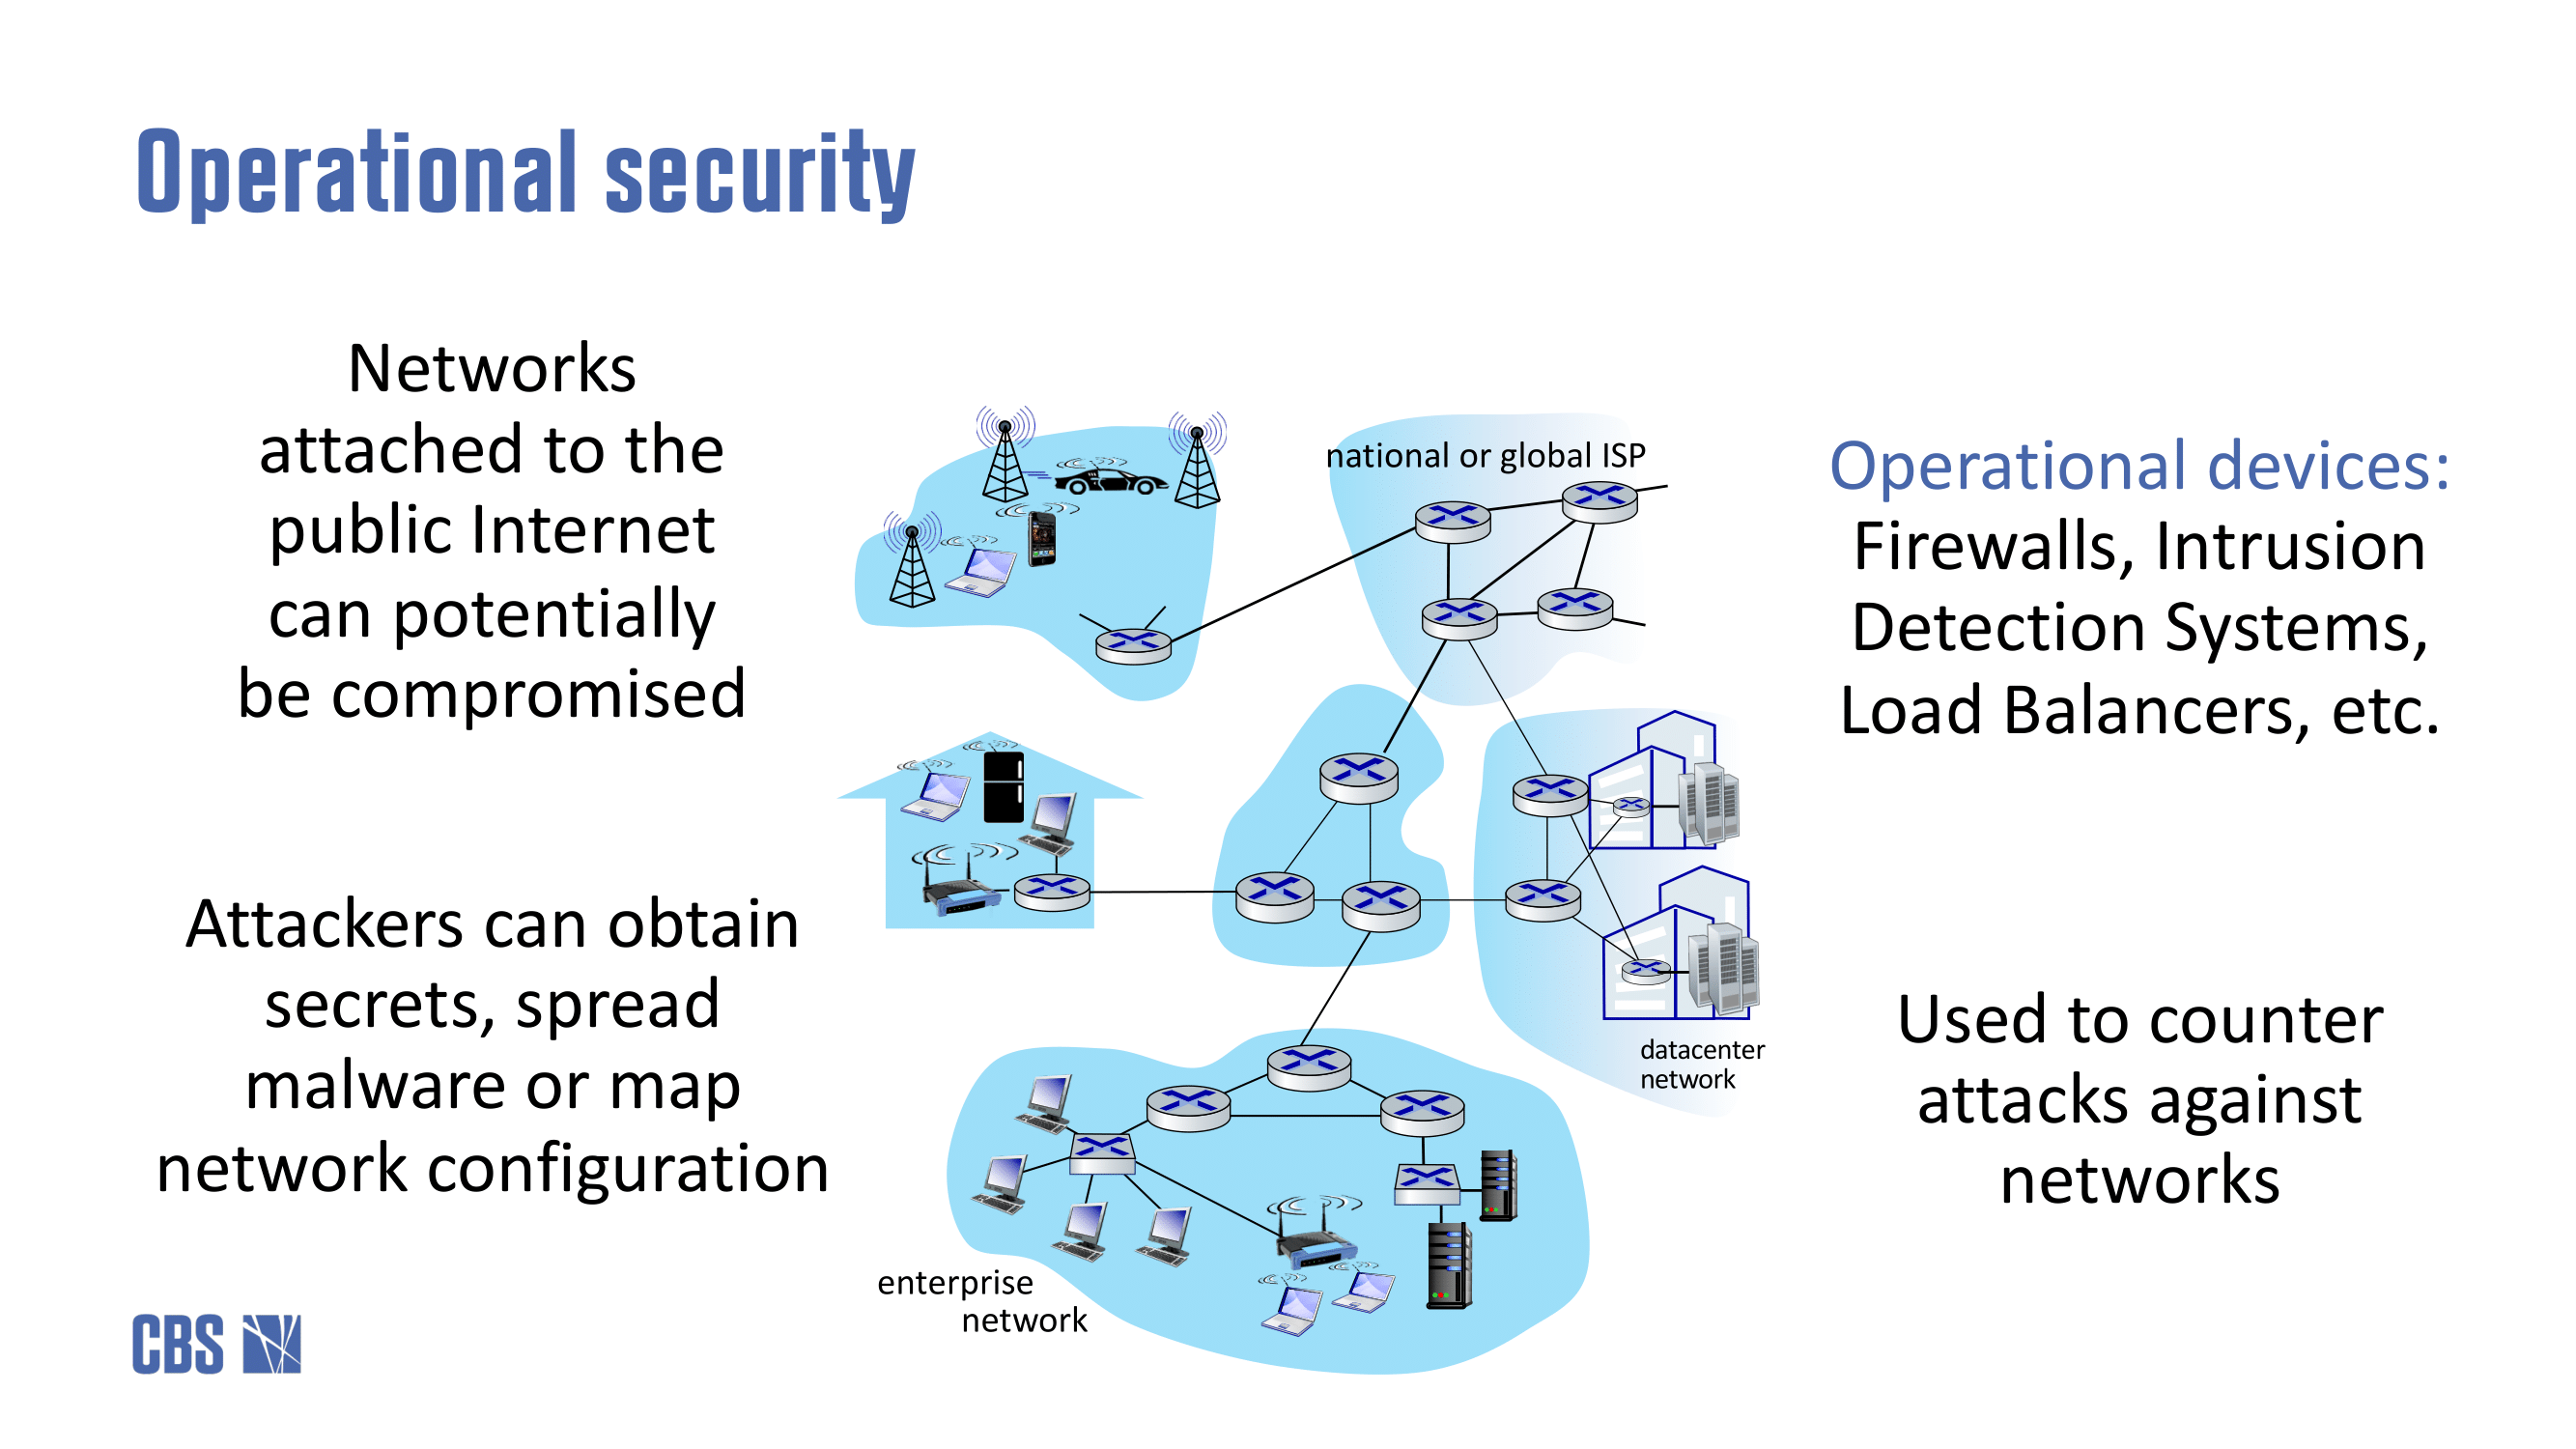 Operational security
Networks
attached to the
public Internet
can potentially
be compromised
Attackers can obtain
secrets, spread
malware or map
network configuration
national or global ISP
datacenter
network
enterprise
network
Operational devices:
Firewalls, Intrusion
Detection Systems,
Load Balancers, etc.
Used to counter
attacks against
networks
CBS